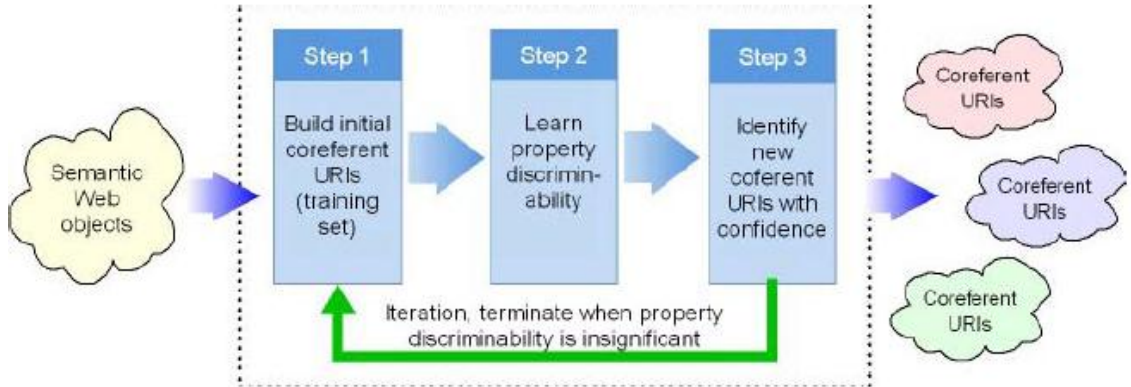 Semantic
Web
objects
Step 1
Build initial
coreferent
URIs
(training
set)
Step 2
Learn
property
discrimin-
ability
Step 3
Identify
new
coferent
URIs with
confidence
Iteration, terminate when property
discriminability is insignificant
Coreferent
URIs
Coreferent
URIs
Coreferent
URIs